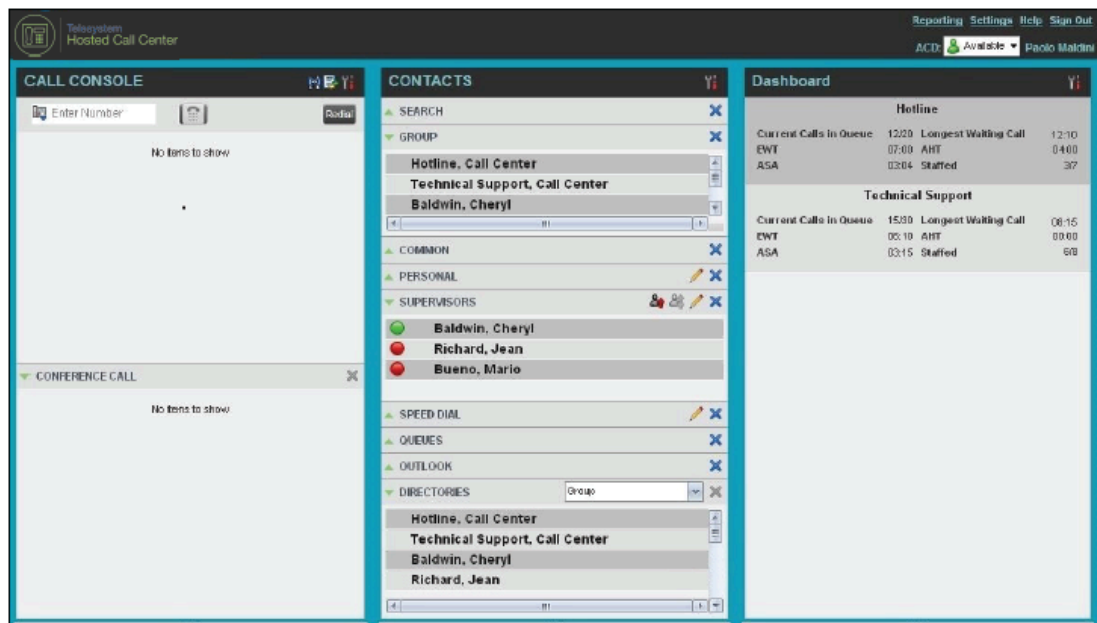 Reporting Settings Help Sign Out
Telesystem
Hosted Call Center
ACD: Available Paolo Maldini
CALL CONSOLE
Enter Number
Redial
No items to show
CONFERENCE CALL
No items to show
CONTACTS
SEARCH
GROUP
Hotline, Call Center
Technical Support, Call Center
Baldwin, Cheryl
COMMON
PERSONAL
SUPERVISORS
Baldwin, Cheryl
Richard, Jean
Bueno, Mario
SPEED DIAL
QUEUES
OUTLOOK
DIRECTORIES Group
Hotline, Call Center
Technical Support, Call Center
Baldwin, Cheryl
Richard, Jean
Dashboard
Hotline
Current Calls in Queue 12/20 Longest Waiting Call 12:10
EWT 07:00 AHT 04:00
ASA 03:04 Staffed 3/7
Technical Support
Current Calls in Queue 15/30 Longest Waiting Call 08:15
EWT 05:10 AHT 00:00
ASA 03:15 Staffed 6/8